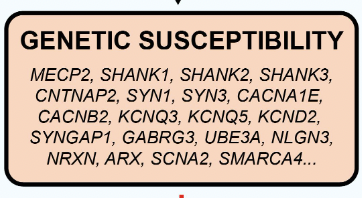 GENETIC SUSCEPTIBILITY
MECP2, SHANK1, SHANK2, SHANK3,
CNTNAP2, SYN1, SYN3, CACNA1E,
CACNB2, KCNQ3, KCNQ5, KCND2,
SYNGAP1, GABRG3, UBE3A, NLGN3,
NRXN, ARX, SCNA2, SMARCA4...